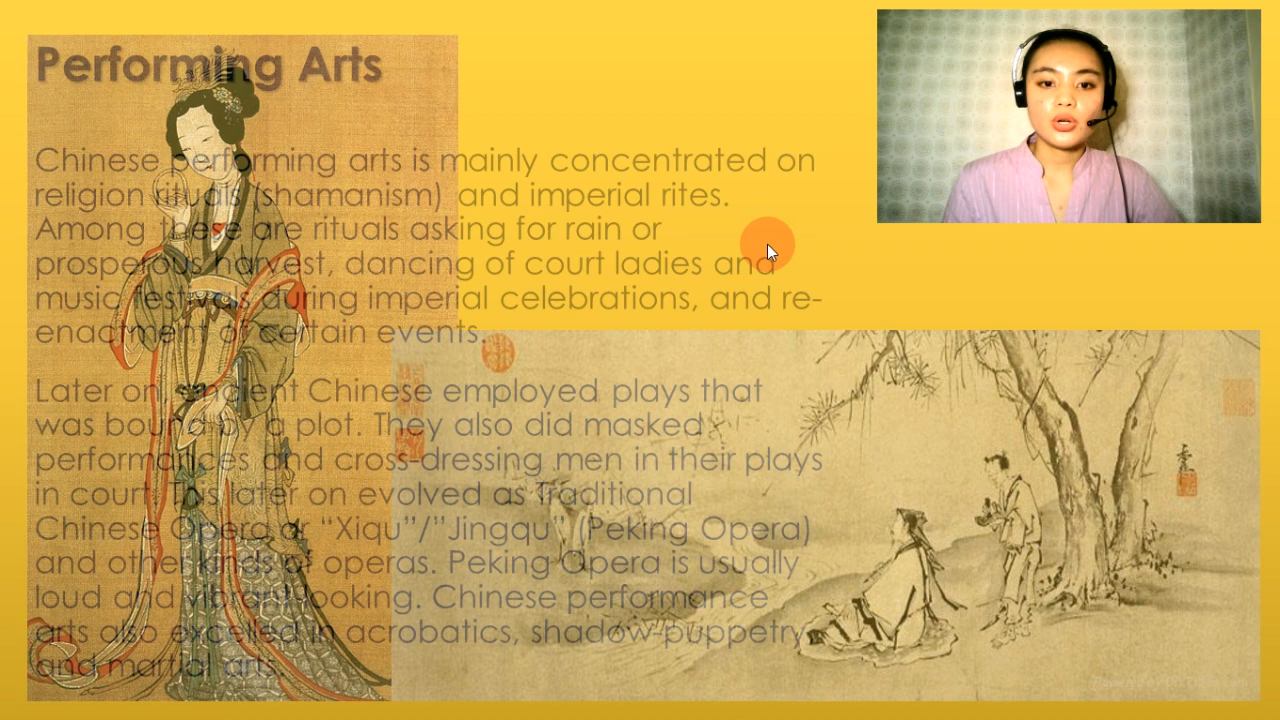 Performing Arts
Chinese performing arts is mainly concentrated on
religion rituals (shamanism) and imperial rites.
Among these are rituals asking for rain or
prosperous harvest, dancing of court ladies and
music festivals during imperial celebrations, and re-
enactment of certain events.
Later on, ancient Chinese employed plays that
was bound by a plot. They also did masked
performances and cross-dressing men in their plays
in court. This later on evolved as Traditional
Chinese Opera or “Xiqu”/”Jingqu” (Peking Opera)
and other kinds of operas. Peking Opera is usually
loud and vibrant looking. Chinese performance
arts also excelled in acrobatics, shadow-puppetry,
and martial arts.